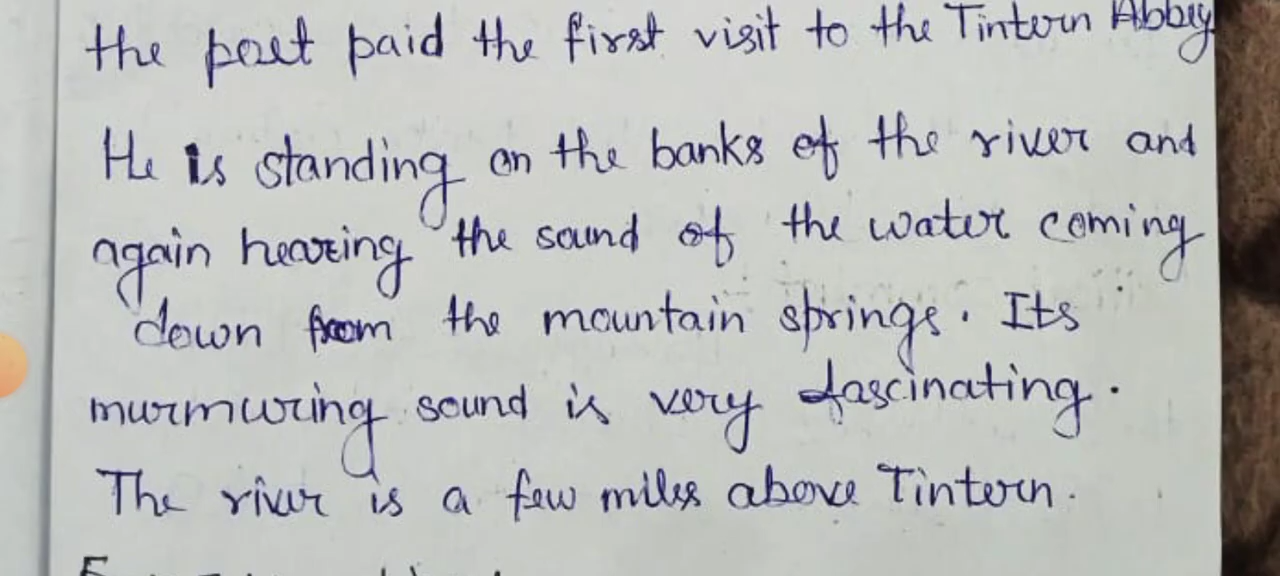 the poet paid the first visit to the Tintern Abbey
He is standing on the banks of the river and
again hearing the sound of the water coming
down from the mountain springs. Its
murmuring sound is very fascinating.
The river is a few miles above Tintern.